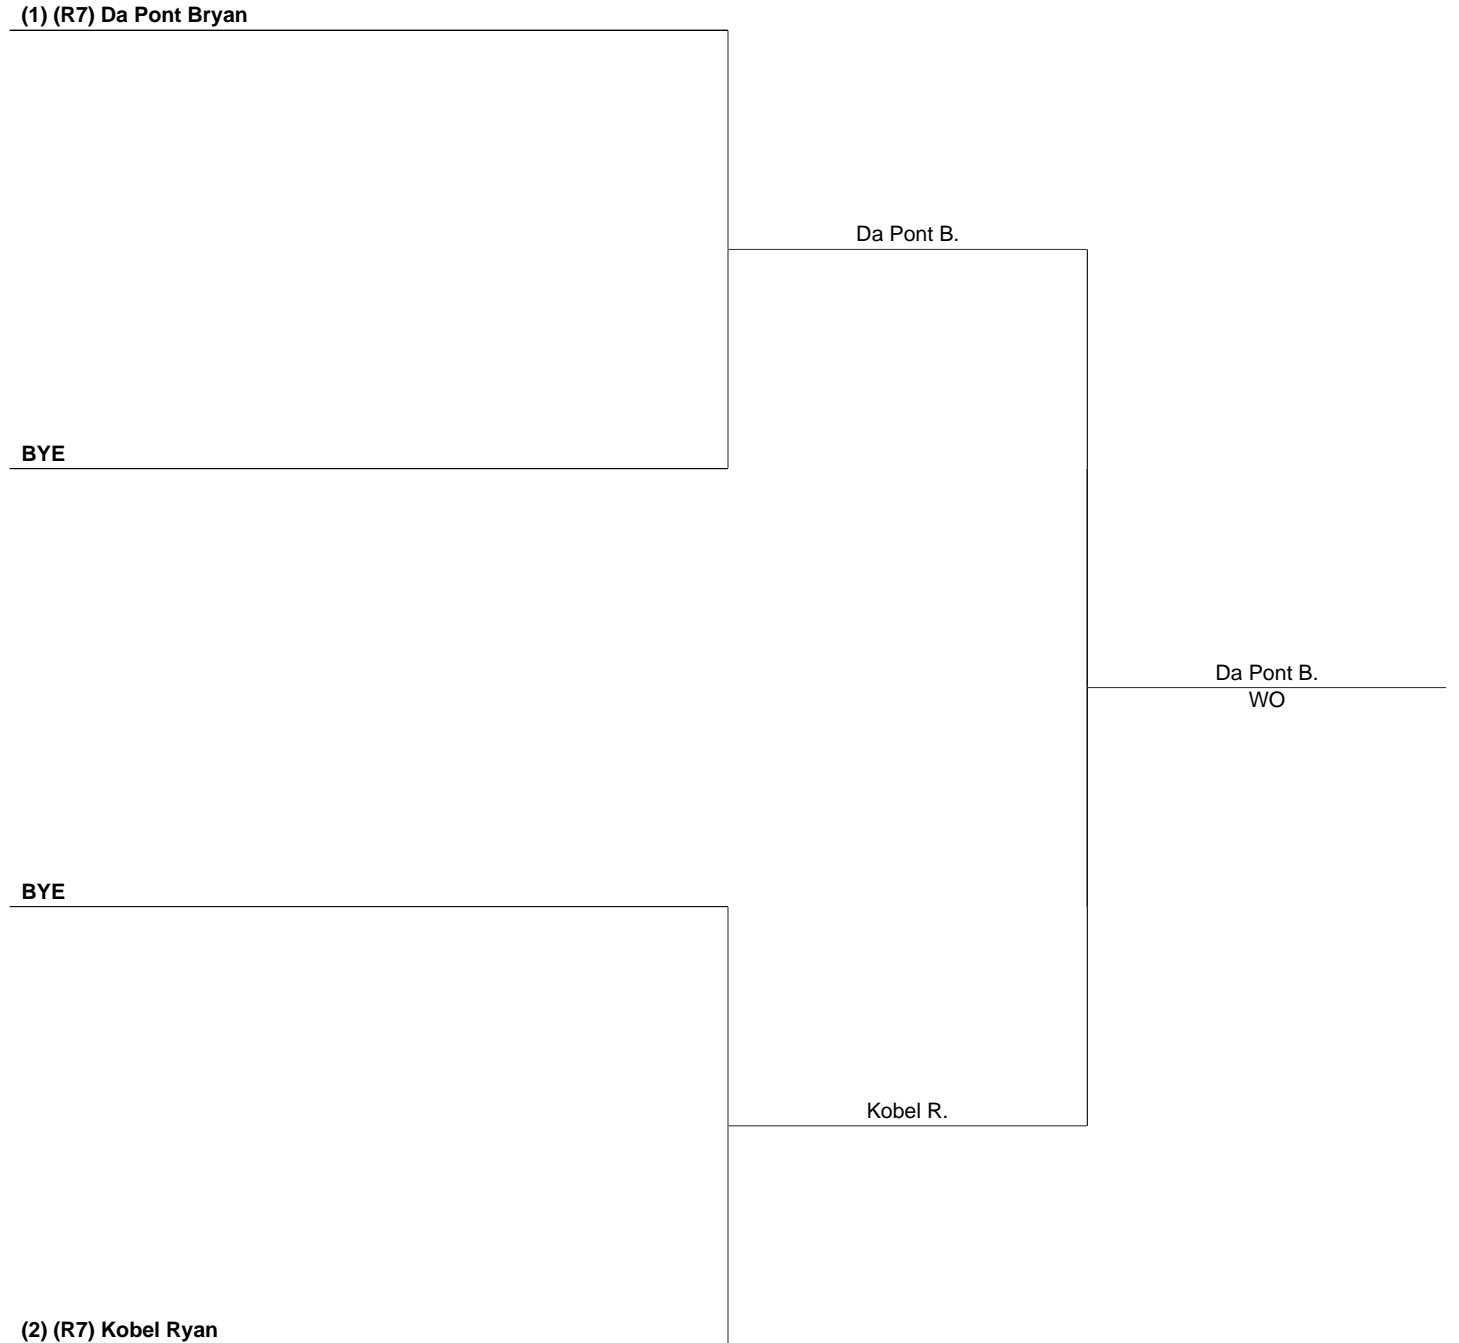 (1) (R7) Da Pont Bryan
Da Pont B.
BYE
Da Pont B.
WO
BYE
Kobel R.
(2) (R7) Kobel Ryan